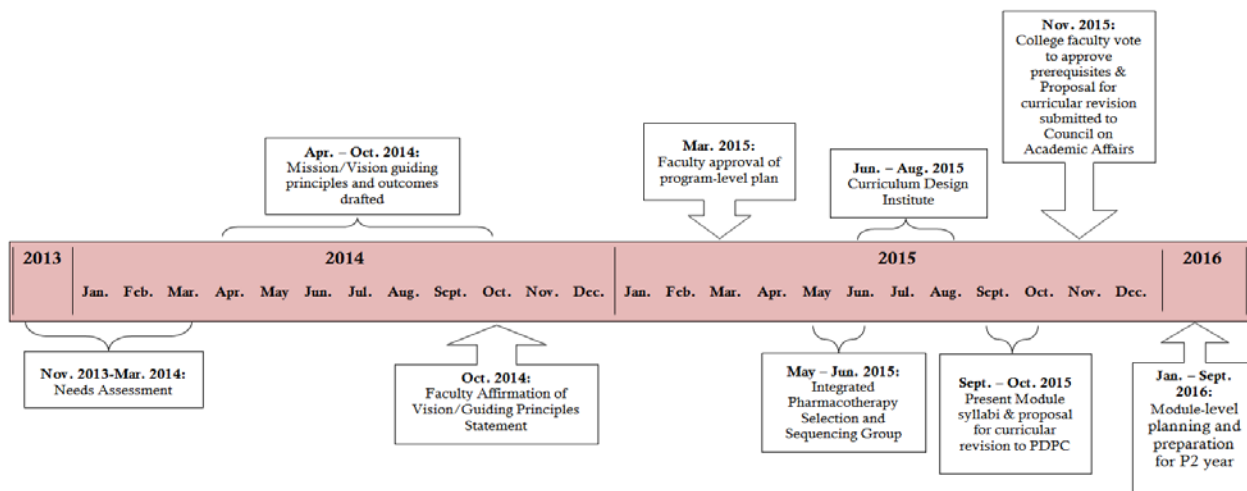 Nov. 2015:
College faculty vote
to approve
prerequisites &
Proposal for
curricular revision
submitted to
Council on
Academic Affairs
Apr. – Oct. 2014:
Mission/Vision guiding
principles and outcomes
drafted
Mar. 2015:
Faculty approval of
program-level plan
Jun. – Aug. 2015
Curriculum Design
Institute
2013
2014
2015
2016
Jan. Feb. Mar. Apr. May Jun. Jul. Aug. Sept. Oct. Nov. Dec.
Jan. Feb. Mar. Apr. May Jun. Jul. Aug. Sept. Oct. Nov. Dec.
Nov. 2013-Mar. 2014:
Needs Assessment
Oct. 2014:
Faculty Affirmation of
Vision/Guiding Principles
Statement
May – Jun. 2015:
Integrated
Pharmacotherapy
Selection and
Sequencing Group
Sept. – Oct. 2015
Present Module
syllabi & proposal
for curricular
revision to PDPC
Jan. – Sept.
2016:
Module-level
planning and
preparation
for P2 year